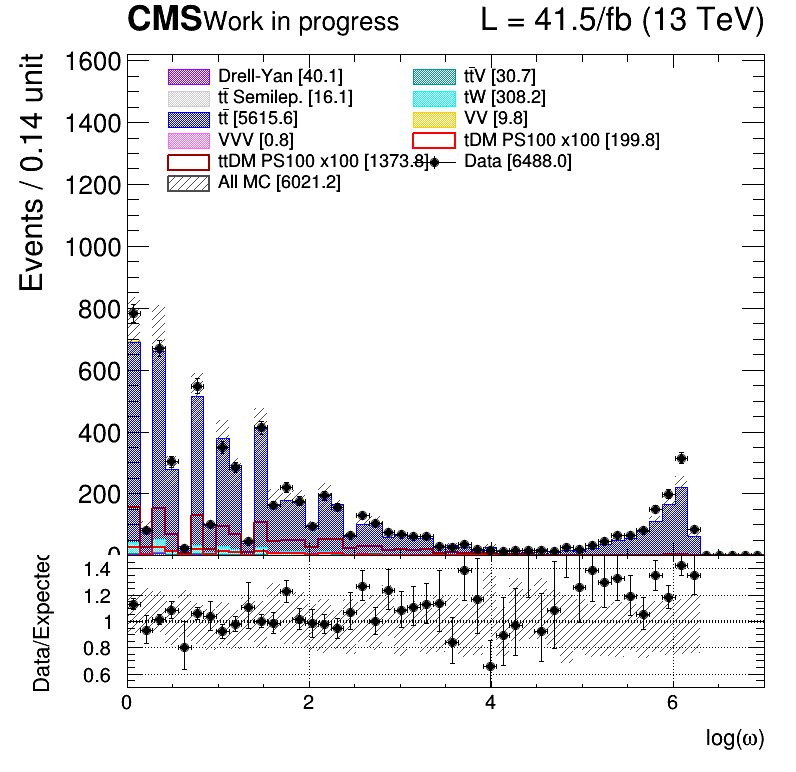 CMS Work in progress L = 41.5/fb (13 TeV)
Drell-Yan [40.1] tt̄V [30.7]
tt̄ Semilep. [16.1] tW [308.2]
tt̄ [5615.6] VV [9.8]
VVV [0.8] tDM PS100 x100 [199.8]
ttDM PS100 x100 [1373.8] Data [6488.0]
All MC [6021.2]
Events / 0.14 unit
1600
1400
1200
1000
800
600
400
200
0
Data/Expected
1.4
1.2
1
0.8
0.6
0 2 4 6
log(ω)